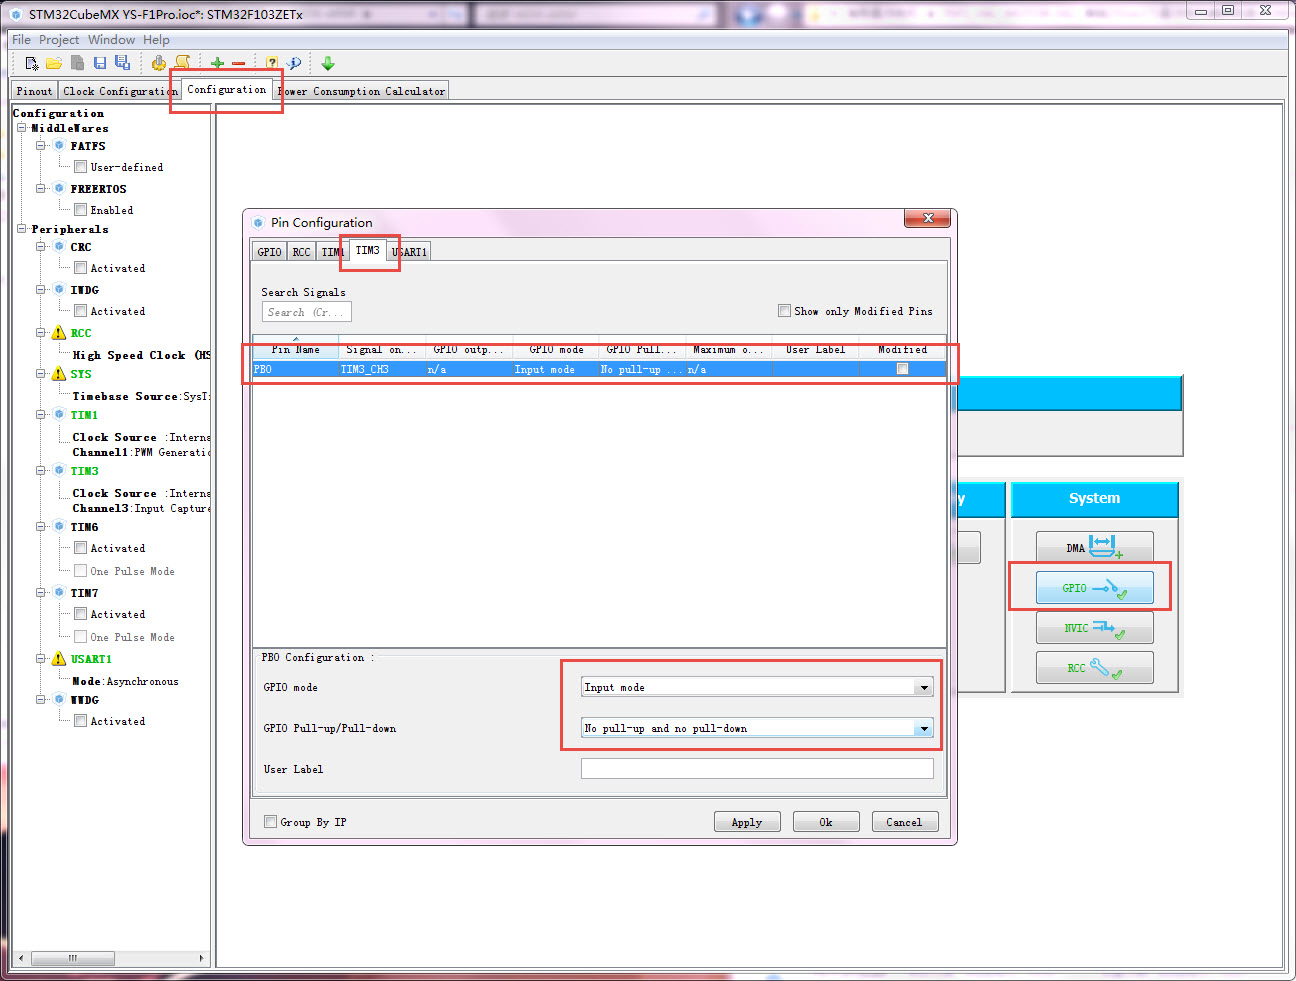 STM32CubeMX YS-F1Pro.ioc*: STM32F103ZETx
File Project Window Help
Pinout Clock Configuration Configuration Power Consumption Calculator
Configuration
MiddleWares
FATFS
User-defined
FREERTOS
Enabled
Peripherals
CRC
Activated
IWDG
Activated
RCC
High Speed Clock (HS
SYS
Timebase Source:SysTi
TIM1
Clock Source :Interna
Channel1:PWM Generatio
TIM3
Clock Source :Interna
Channel3:Input Capture
TIM6
Activated
One Pulse Mode
TIM7
Activated
One Pulse Mode
USART1
Mode:Asynchronous
WWDG
Activated
Pin Configuration
GPIO RCC TIM1 TIM3 USART1
Search Signals
Search (Cr...
Show only Modified Pins
Pin Name Signal on... GPIO outp... GPIO mode GPIO Pull... Maximum o... User Label Modified
PB0 TIM3_CH3 n/a Input mode No pull-up ... n/a
PB0 Configuration :
GPIO mode Input mode
GPIO Pull-up/Pull-down No pull-up and no pull-down
User Label
Group By IP
Apply Ok Cancel
y
System
DMA
GPIO
NVIC
RCC